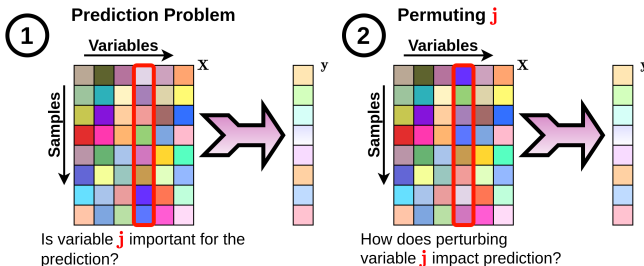 1
Prediction Problem
Variables
X
y
Samples
Is variable j important for the
prediction?
2
Permuting j
Variables
X
y
Samples
How does perturbing
variable j impact prediction?